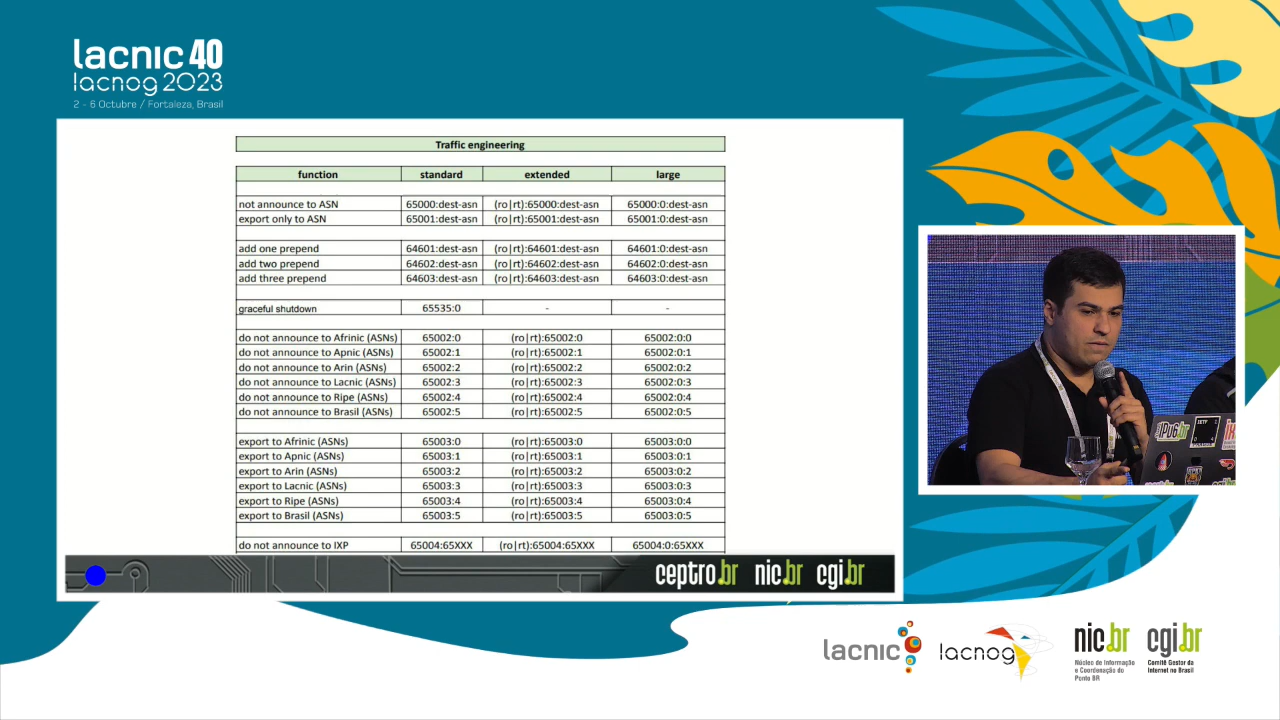 lacnic 40
lacnog 2023
2 - 6 Octubre / Fortaleza, Brasil
Traffic engineering
function standard extended large
not announce to ASN 65000:dest-asn (ro|rt):65000:dest-asn 65000:0:dest-asn
export only to ASN 65001:dest-asn (ro|rt):65001:dest-asn 65001:0:dest-asn
add one prepend 64601:dest-asn (ro|rt):64601:dest-asn 64601:0:dest-asn
add two prepend 64602:dest-asn (ro|rt):64602:dest-asn 64602:0:dest-asn
add three prepend 64603:dest-asn (ro|rt):64603:dest-asn 64603:0:dest-asn
graceful shutdown 65535:0 - -
do not announce to Afrinic (ASNs) 65002:0 (ro|rt):65002:0 65002:0:0
do not announce to Apnic (ASNs) 65002:1 (ro|rt):65002:1 65002:0:1
do not announce to Arin (ASNs) 65002:2 (ro|rt):65002:2 65002:0:2
do not announce to Lacnic (ASNs) 65002:3 (ro|rt):65002:3 65002:0:3
do not announce to Ripe (ASNs) 65002:4 (ro|rt):65002:4 65002:0:4
do not announce to Brasil (ASNs) 65002:5 (ro|rt):65002:5 65002:0:5
export to Afrinic (ASNs) 65003:0 (ro|rt):65003:0 65003:0:0
export to Apnic (ASNs) 65003:1 (ro|rt):65003:1 65003:0:1
export to Arin (ASNs) 65003:2 (ro|rt):65003:2 65003:0:2
export to Lacnic (ASNs) 65003:3 (ro|rt):65003:3 65003:0:3
export to Ripe (ASNs) 65003:4 (ro|rt):65003:4 65003:0:4
export to Brasil (ASNs) 65003:5 (ro|rt):65003:5 65003:0:5
do not announce to IXP 65004:65XXX (ro|rt):65004:65XXX 65004:0:65XXX
ceptro.br nic.br cgi.br
IPv6.br
IETF
lacnic
lacnog
nic.br
Núcleo de Informação
e Coordenação do
Ponto BR
cgi.br
Comitê Gestor da
Internet no Brasil